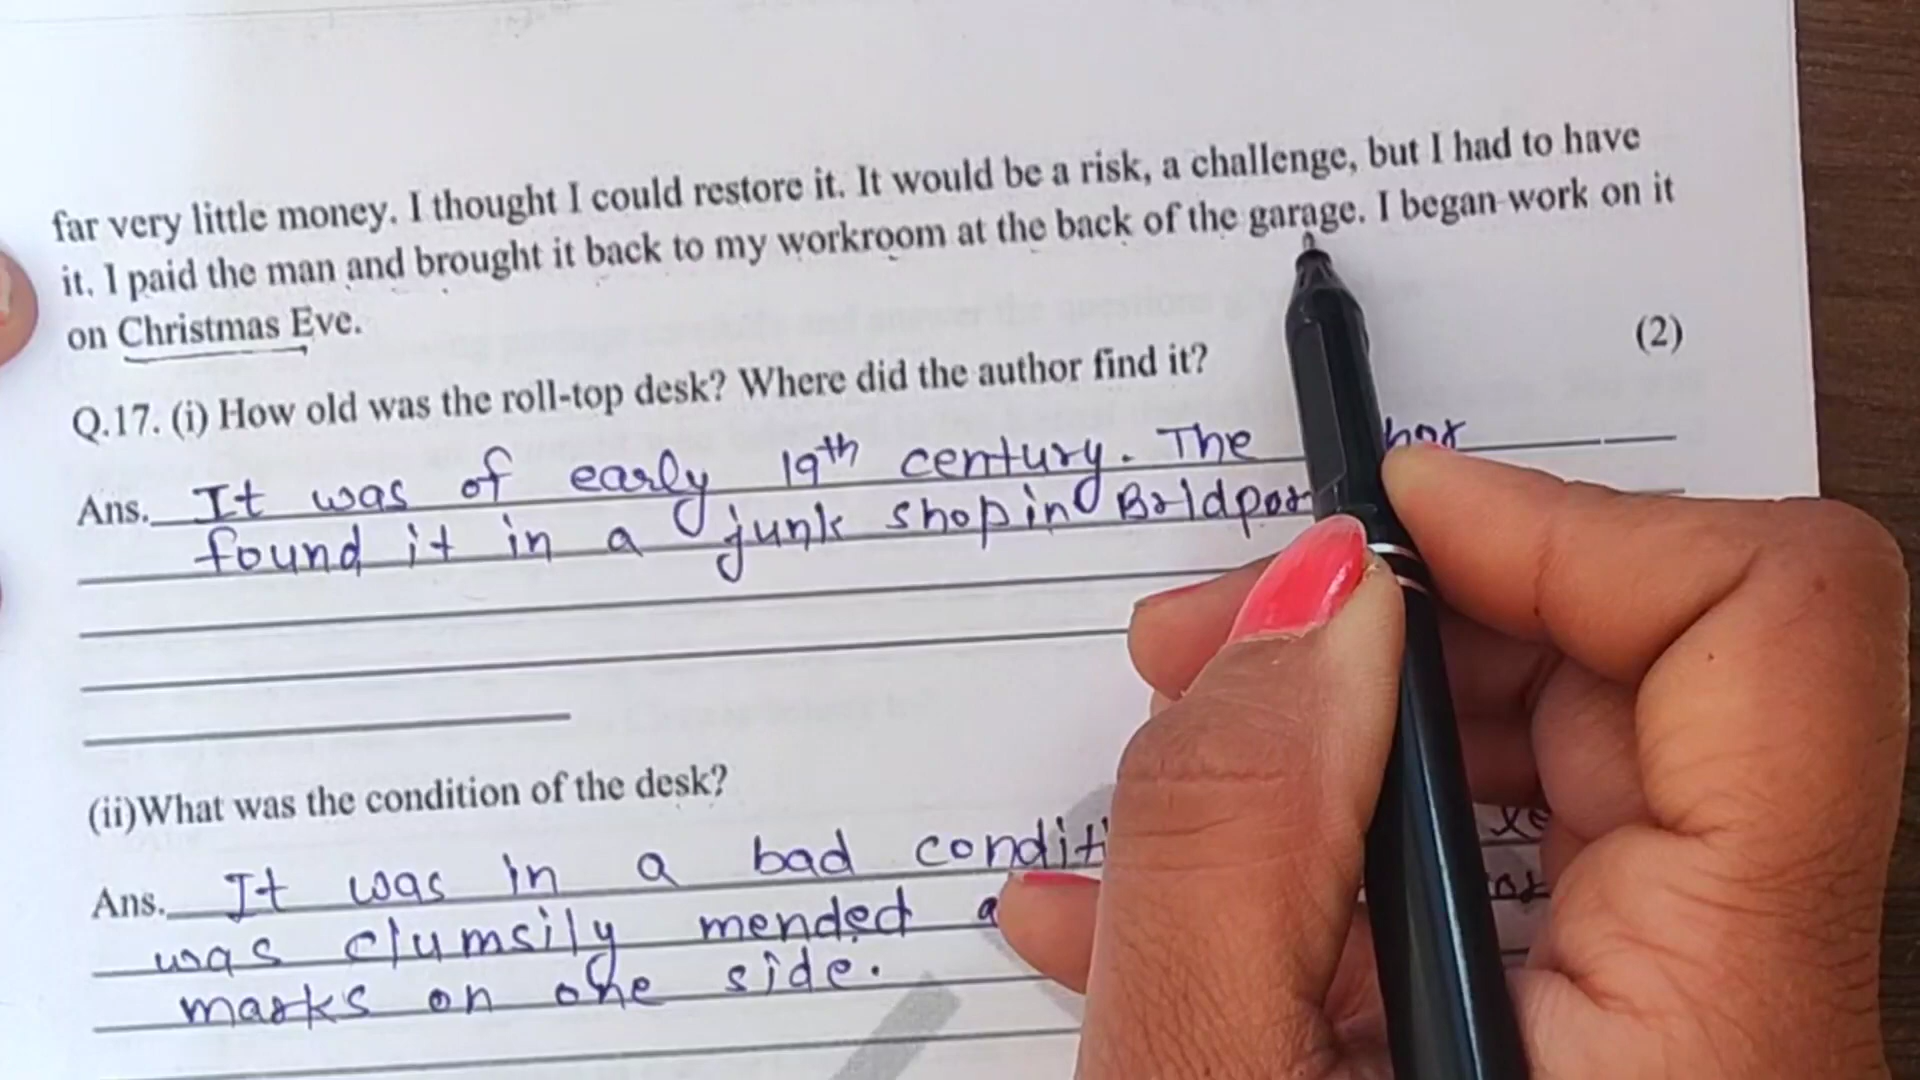 far very little money. I thought I could restore it. It would be a risk, a challenge, but I had to have
it. I paid the man and brought it back to my workroom at the back of the garage. I began work on it
on Christmas Eve.
(2)
Q.17. (i) How old was the roll-top desk? Where did the author find it?
Ans. It was of early 19th century. The
found it in a junk shop in
(ii)What was the condition of the desk?
Ans. It was in a bad
was clumsily mended
marks on one side.